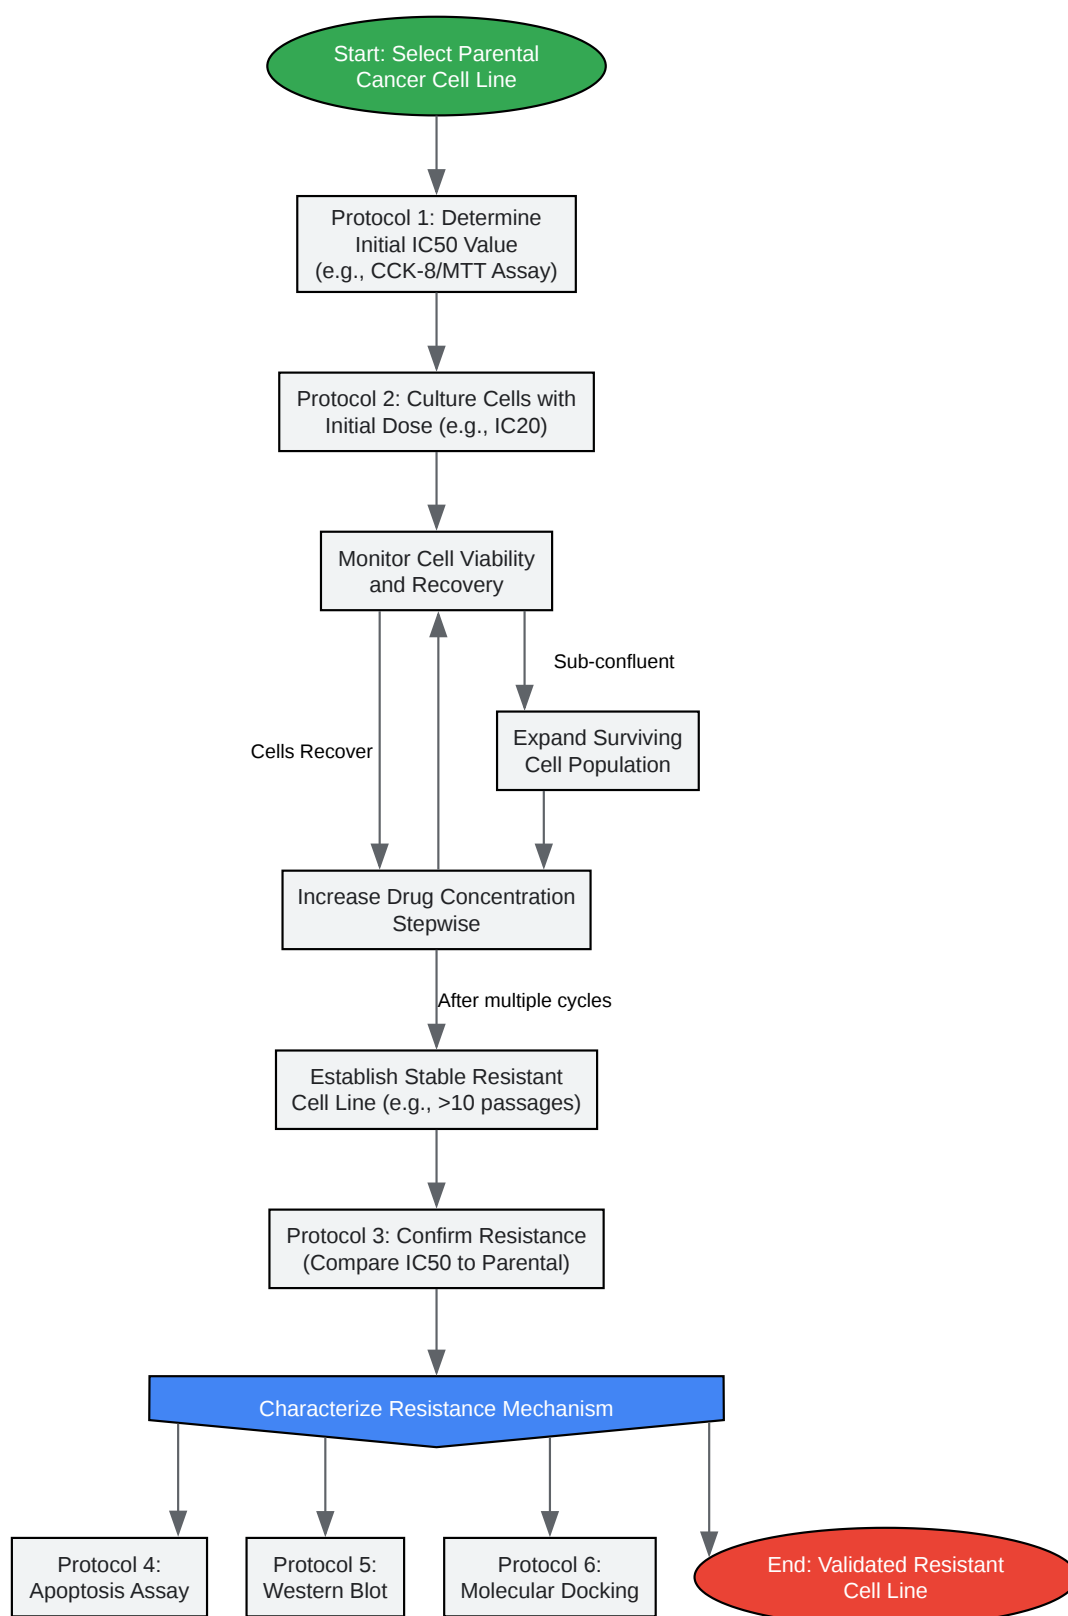 Start: Select Parental
Cancer Cell Line
Protocol 1: Determine
Initial IC50 Value
(e.g., CCK-8/MTT Assay)
Protocol 2: Culture Cells with
Initial Dose (e.g., IC20)
Monitor Cell Viability
and Recovery
Sub-confluent
Expand Surviving
Cell Population
Cells Recover
Increase Drug Concentration
Stepwise
After multiple cycles
Establish Stable Resistant
Cell Line (e.g., >10 passages)
Protocol 3: Confirm Resistance
(Compare IC50 to Parental)
Characterize Resistance Mechanism
Protocol 4:
Apoptosis Assay
Protocol 5:
Western Blot
Protocol 6:
Molecular Docking
End: Validated Resistant
Cell Line